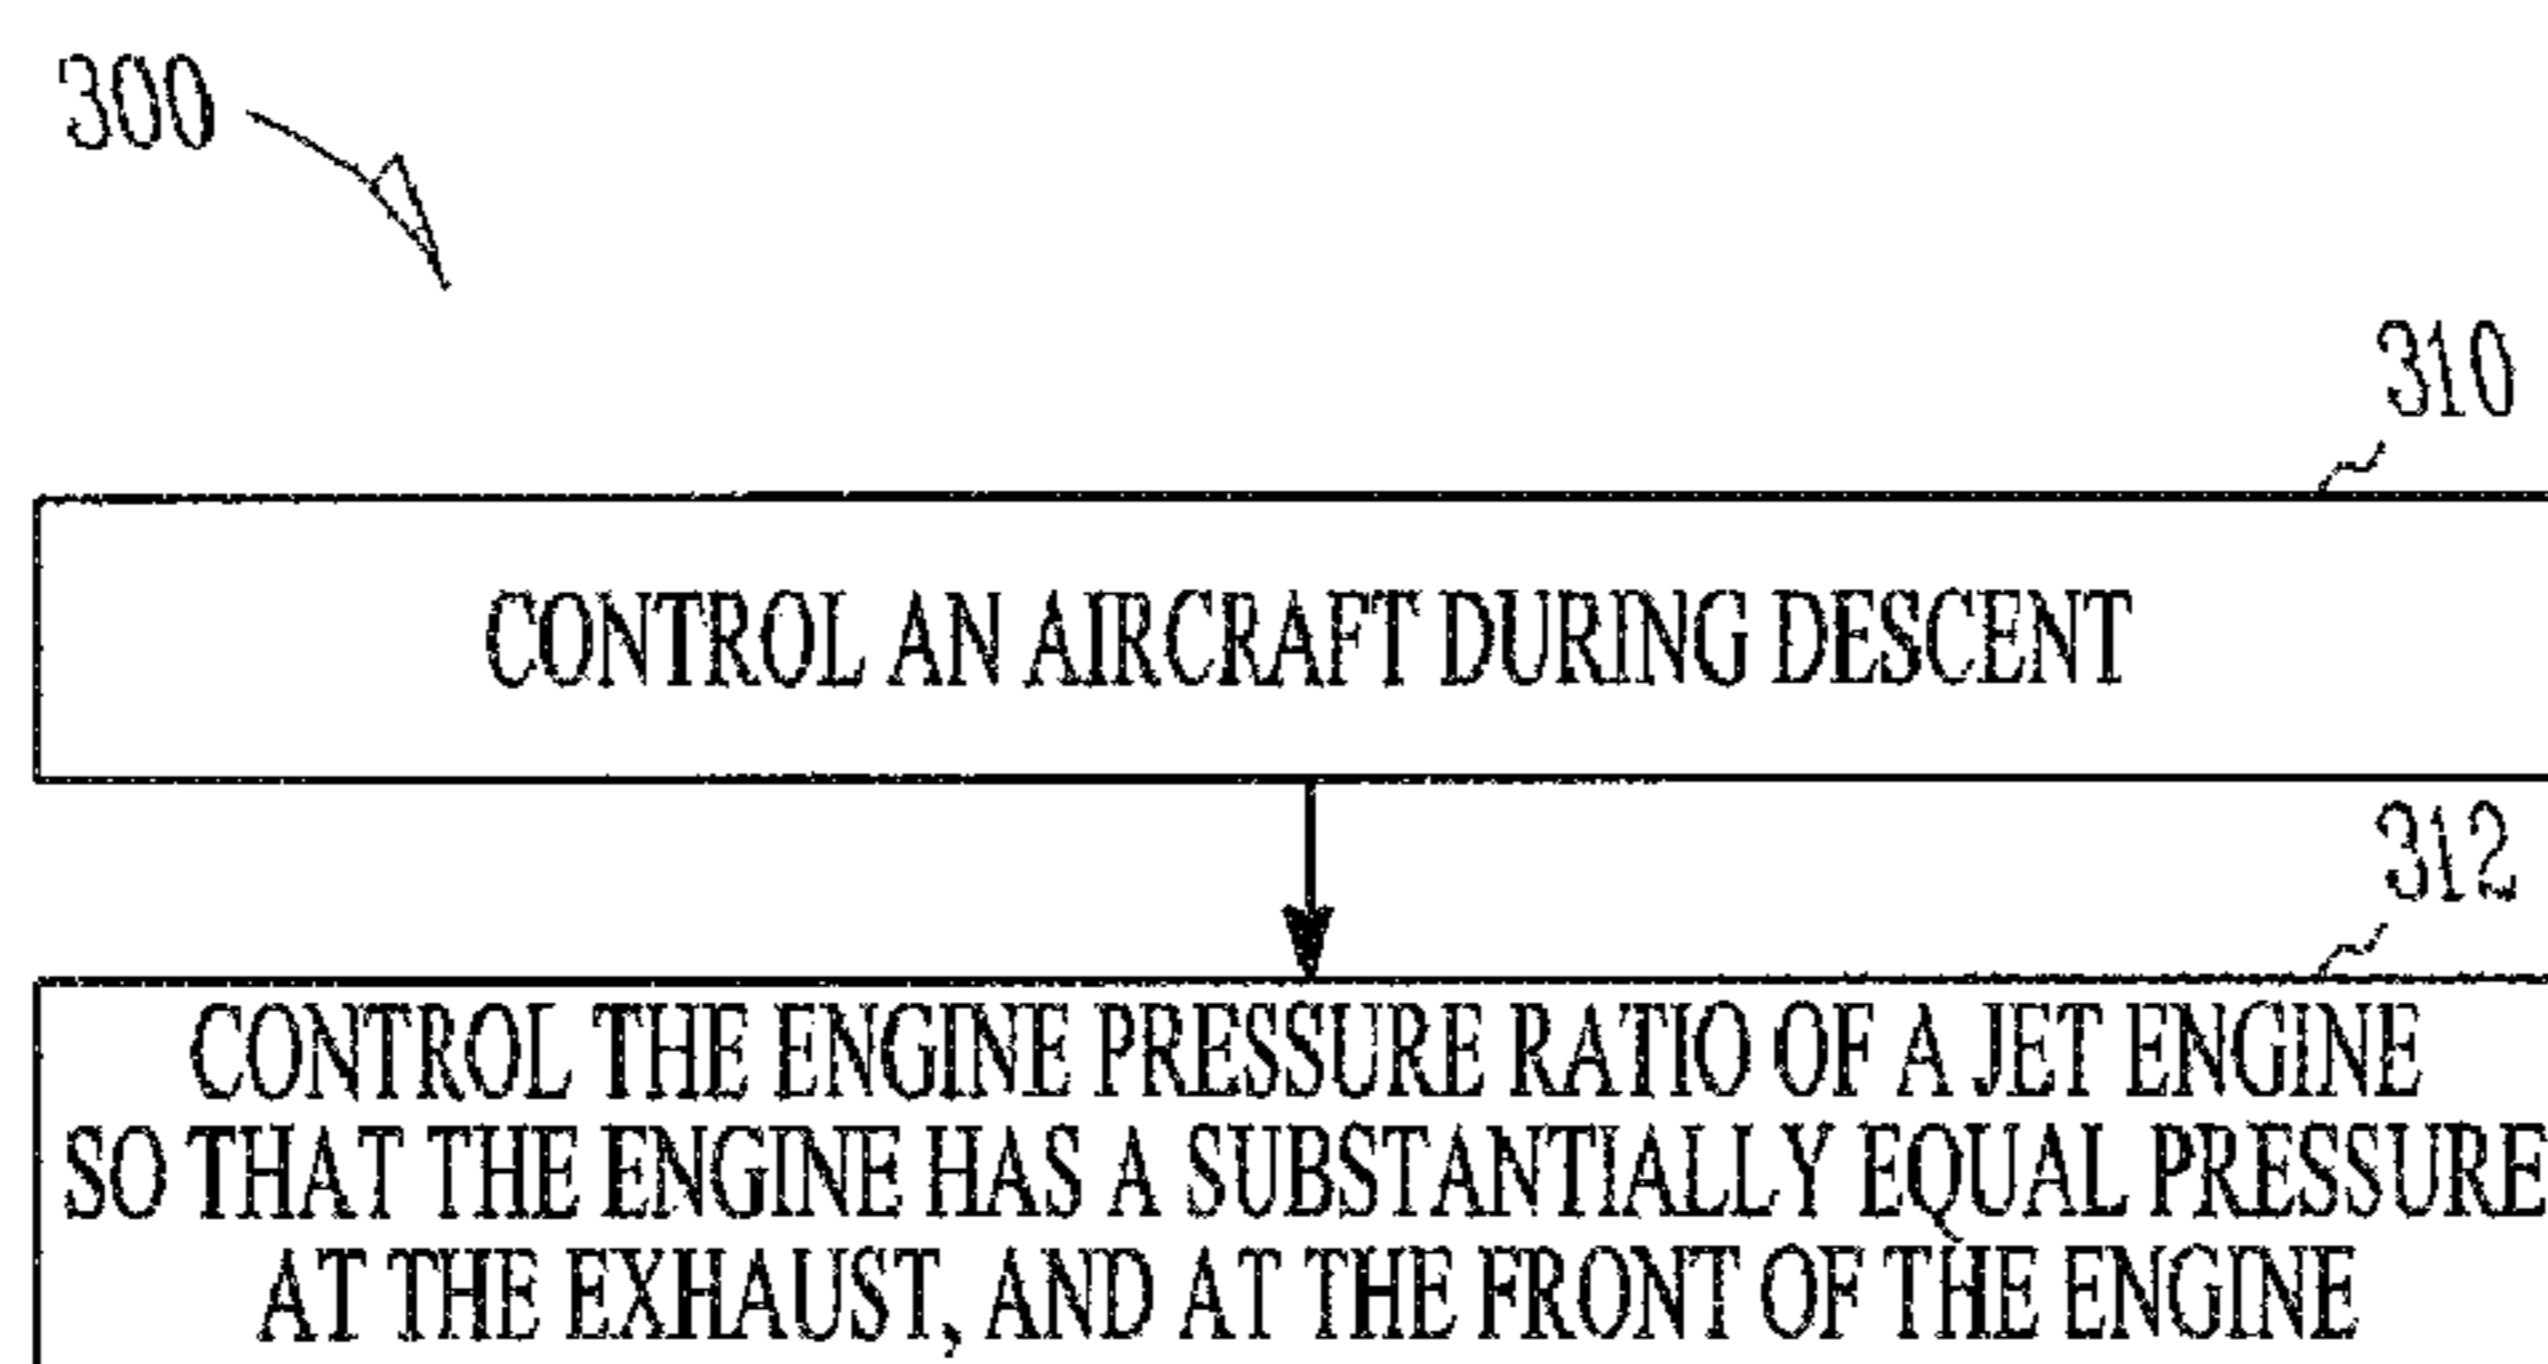 300
310
CONTROL AN AIRCRAFT DURING DESCENT
312
CONTROL THE ENGINE PRESSURE RATIO OF A JET ENGINE
SO THAT THE ENGINE HAS A SUBSTANTIALLY EQUAL PRESSURE
AT THE EXHAUST, AND AT THE FRONT OF THE ENGINE